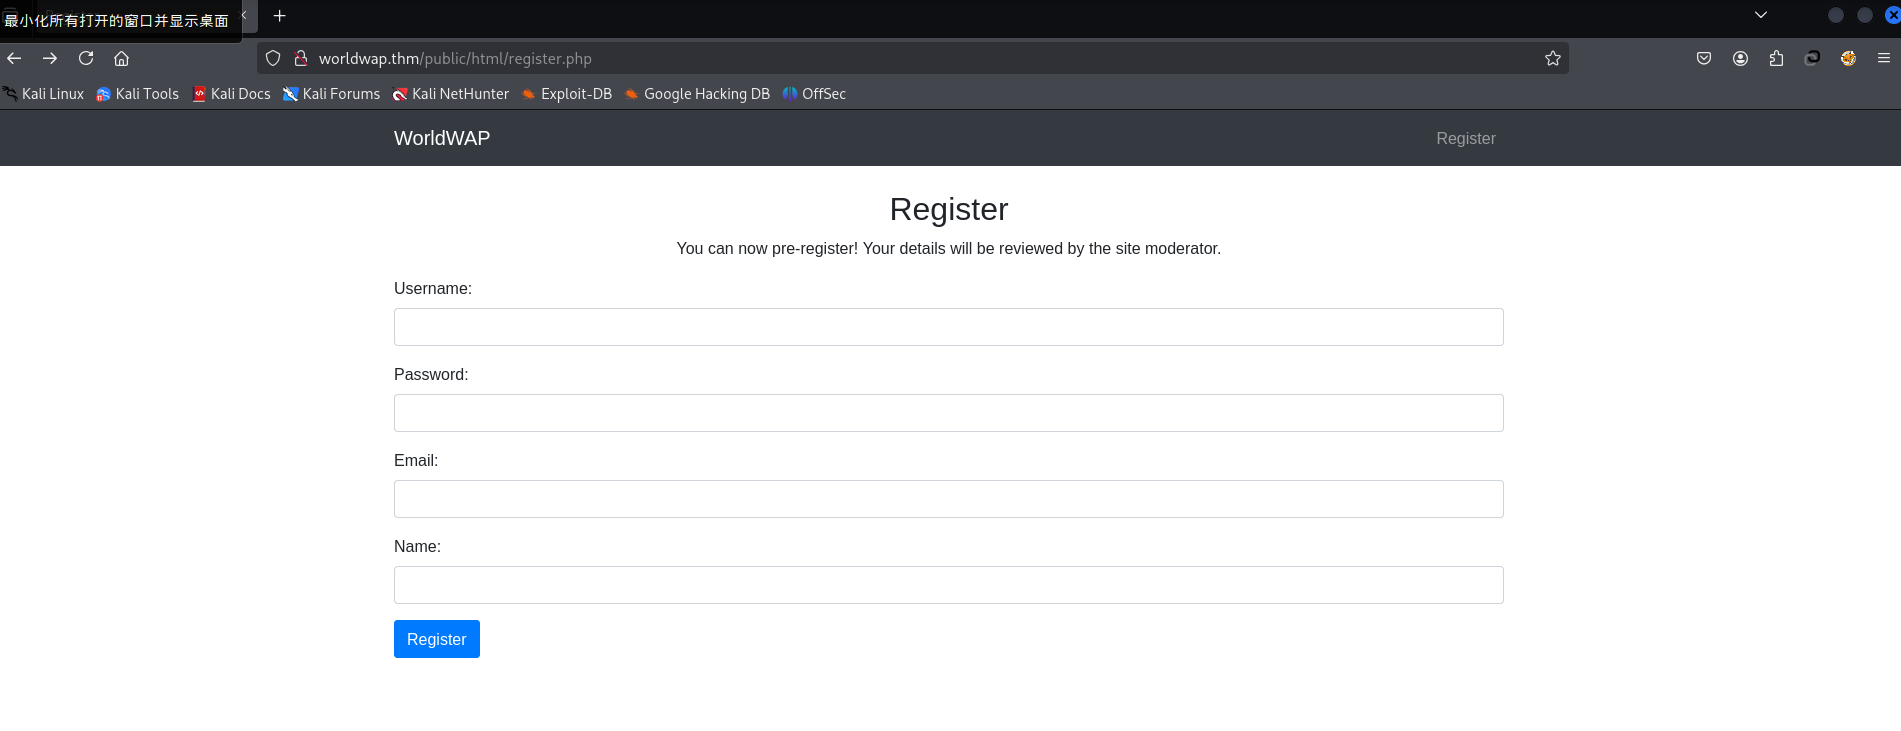 最小化所有打开的窗口并显示桌面
worldwap.thm/public/html/register.php
Kali Linux Kali Tools Kali Docs Kali Forums Kali NetHunter Exploit-DB Google Hacking DB OffSec
WorldWAP Register
Register
You can now pre-register! Your details will be reviewed by the site moderator.
Username:
Password:
Email:
Name:
Register